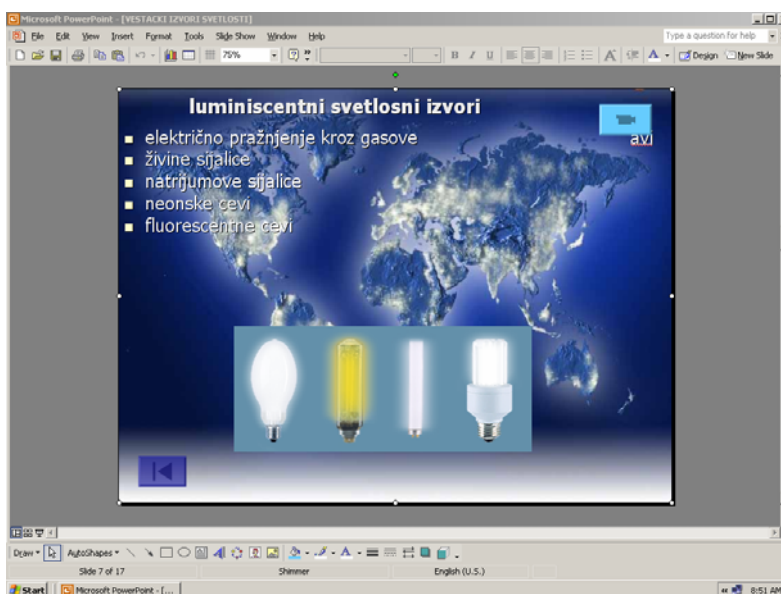 Microsoft PowerPoint - [VESTACKI IZVORI SVETLOSTI]
File Edit View Insert Format Tools Slide Show Window Help
Type a question for help
75%
B I U
A A Design New Slide
luminiscentni svetlosni izvori
električno pražnjenje kroz gasove
avi
živine sijalice
natrijumove sijalice
neonske cevi
fluorescentne cevi
Draw AutoShapes
Slide 7 of 17 Shimmer English (U.S.)
Start Microsoft PowerPoint - [... 8:51 AM